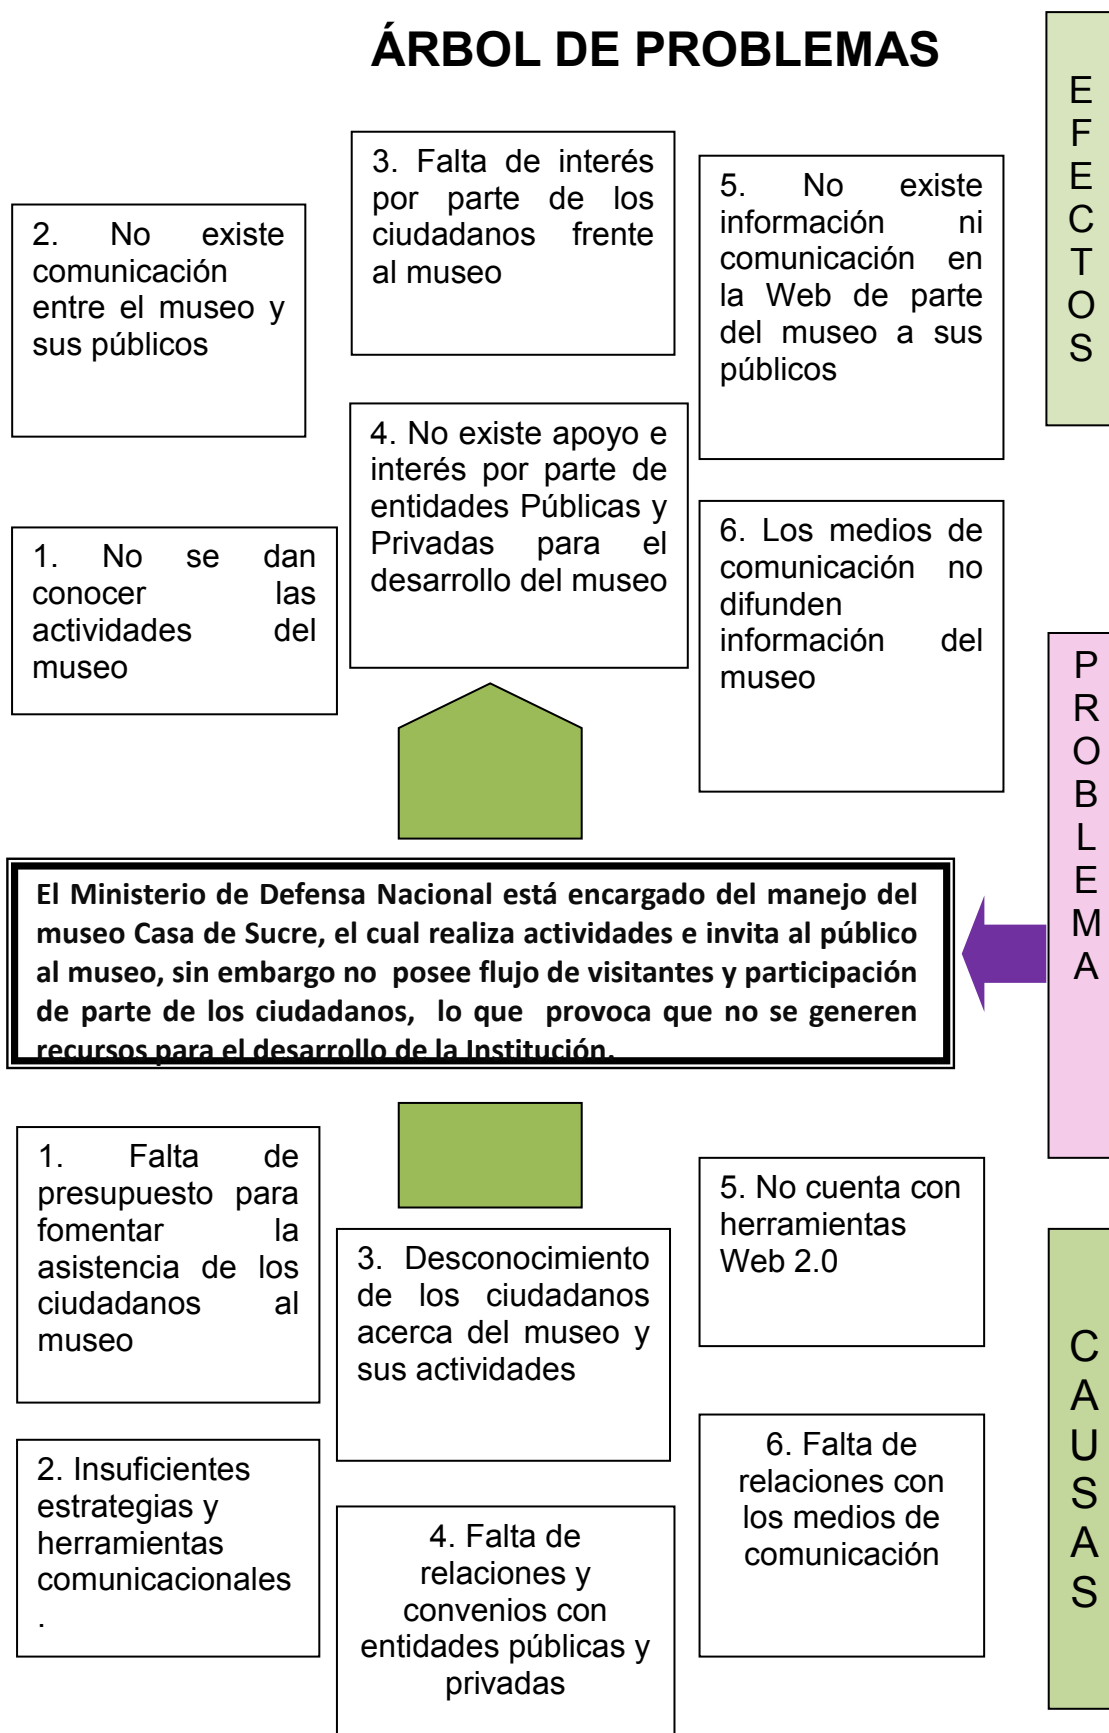 ÁRBOL DE PROBLEMAS
EFECTOS
3. Falta de interés
por parte de los
ciudadanos frente
al museo
5. No existe
información ni
comunicación en
la Web de parte
del museo a sus
públicos
2. No existe
comunicación
entre el museo y
sus públicos
4. No existe apoyo e
interés por parte de
entidades Públicas y
Privadas para el
desarrollo del museo
1. No se dan
conocer las
actividades del
museo
6. Los medios de
comunicación no
difunden
información del
museo
PROBLEMA
El Ministerio de Defensa Nacional está encargado del manejo del
museo Casa de Sucre, el cual realiza actividades e invita al público
al museo, sin embargo no posee flujo de visitantes y participación
de parte de los ciudadanos, lo que provoca que no se generen
recursos para el desarrollo de la Institución.
1. Falta de
presupuesto para
fomentar la
asistencia de los
ciudadanos al
museo
3. Desconocimiento
de los ciudadanos
acerca del museo y
sus actividades
5. No cuenta con
herramientas
Web 2.0
CAUSAS
2. Insuficientes
estrategias y
herramientas
comunicacionales
.
4. Falta de
relaciones y
convenios con
entidades públicas y
privadas
6. Falta de
relaciones con
los medios de
comunicación